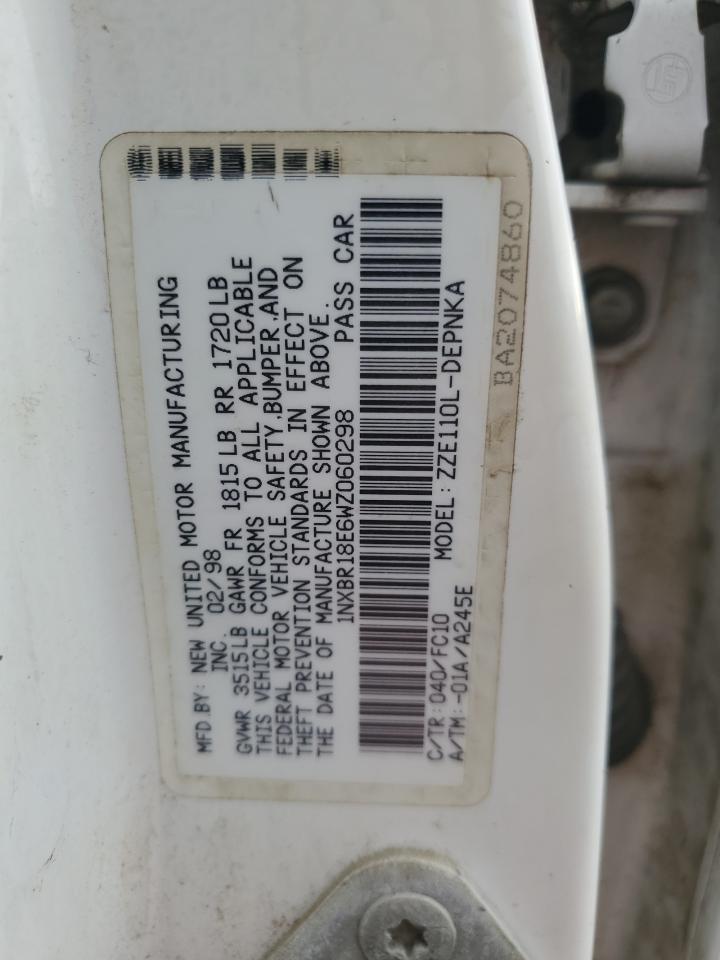 MFD.BY: NEW UNITED MOTOR MANUFACTURING
INC. 02/98
GVWR 3515LB GAWR FR 1815LB RR 1720LB
THIS VEHICLE CONFORMS TO ALL APPLICABLE
FEDERAL MOTOR VEHICLE SAFETY,BUMPER,AND
THEFT PREVENTION STANDARDS IN EFFECT ON
THE DATE OF MANUFACTURE SHOWN ABOVE.
1NXBR18E6WZ060298 PASS CAR
C/TR:040/FC10 MODEL:ZZE110L-DEPNKA
A/TM:-01A/A245E
BA2074860